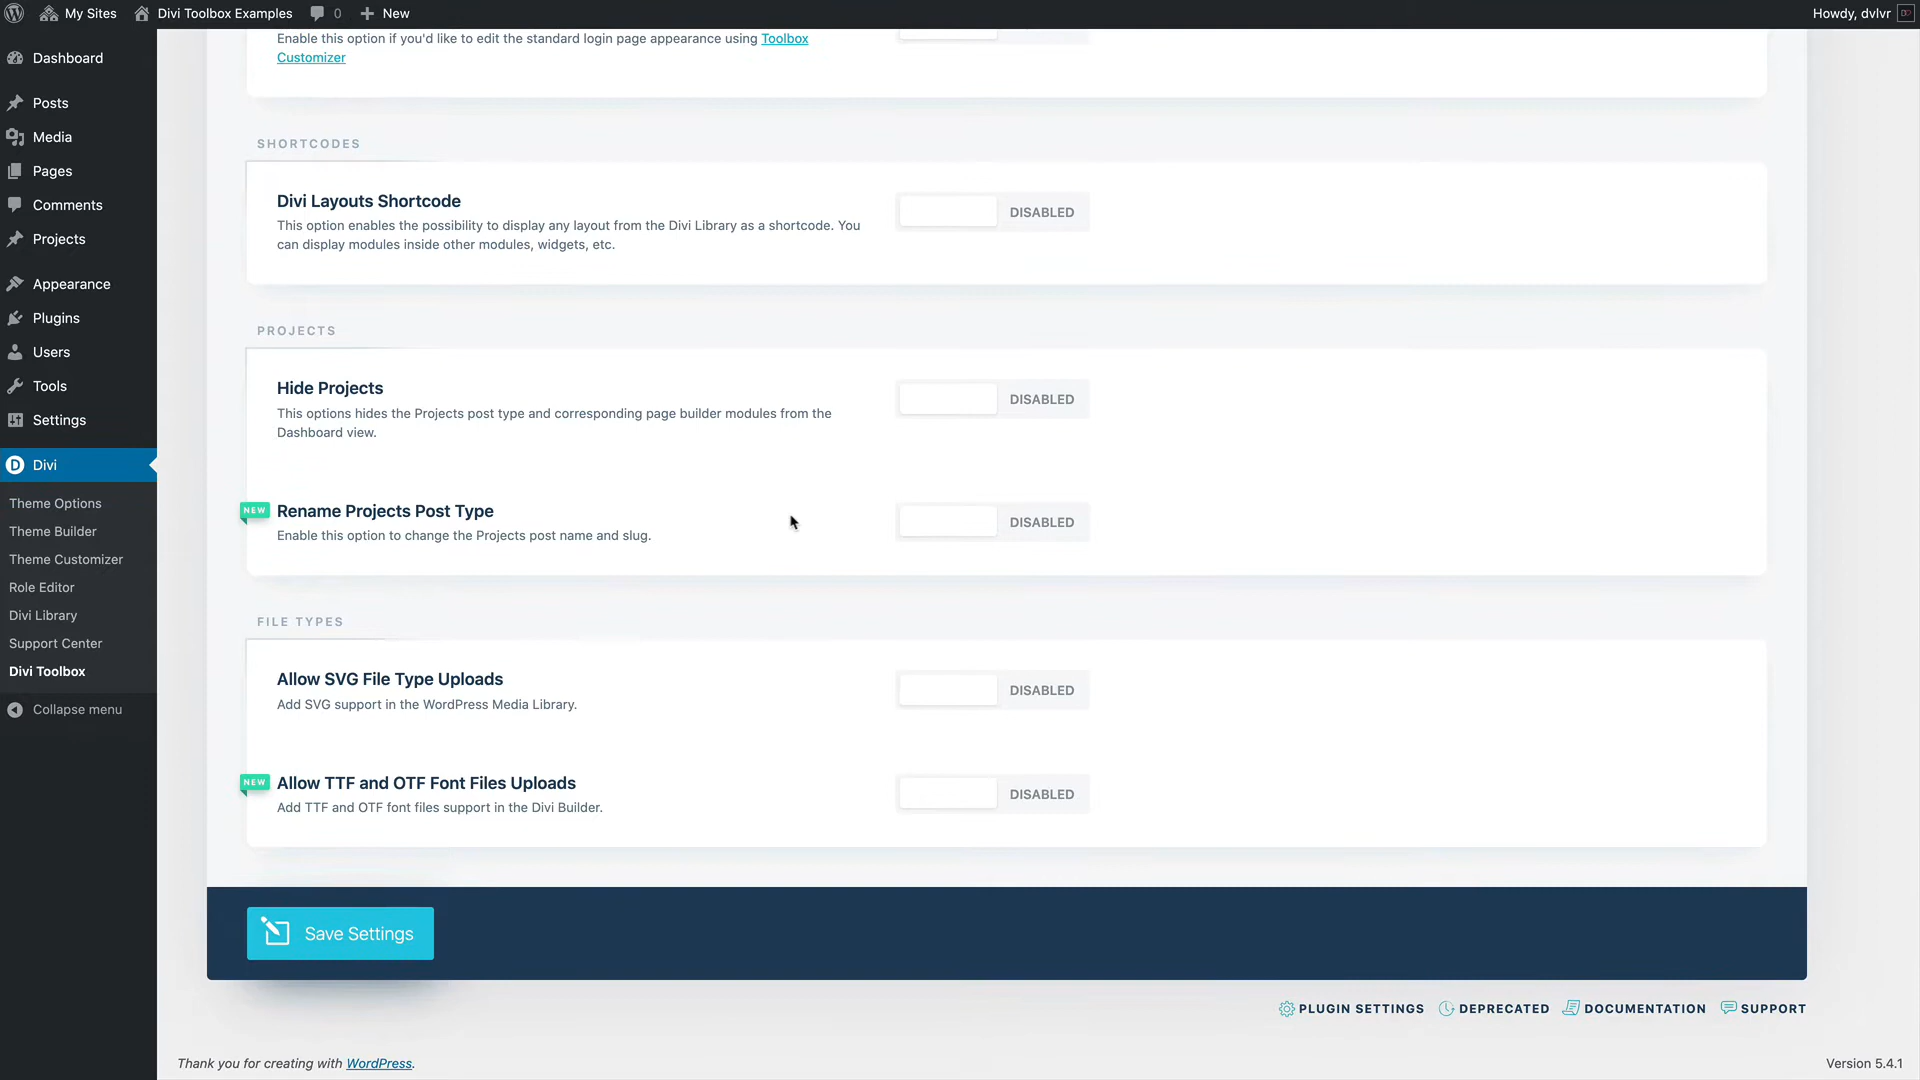 My Sites
Divi Toolbox Examples
0
New
Howdy, dvlvr
Dashboard
Posts
Media
Pages
Comments
Projects
Appearance
Plugins
Users
Tools
Settings
Divi
Theme Options
Theme Builder
Theme Customizer
Role Editor
Divi Library
Support Center
Divi Toolbox
Collapse menu
Enable this option if you'd like to edit the standard login page appearance using Toolbox
Customizer
SHORTCODES
Divi Layouts Shortcode
This option enables the possibility to display any layout from the Divi Library as a shortcode. You
can display modules inside other modules, widgets, etc.
DISABLED
PROJECTS
Hide Projects
This options hides the Projects post type and corresponding page builder modules from the
Dashboard view.
DISABLED
NEW
Rename Projects Post Type
Enable this option to change the Projects post name and slug.
DISABLED
FILE TYPES
Allow SVG File Type Uploads
Add SVG support in the WordPress Media Library.
DISABLED
NEW
Allow TTF and OTF Font Files Uploads
Add TTF and OTF font files support in the Divi Builder.
DISABLED
Save Settings
PLUGIN SETTINGS
DEPRECATED
DOCUMENTATION
SUPPORT
Thank you for creating with WordPress.
Version 5.4.1